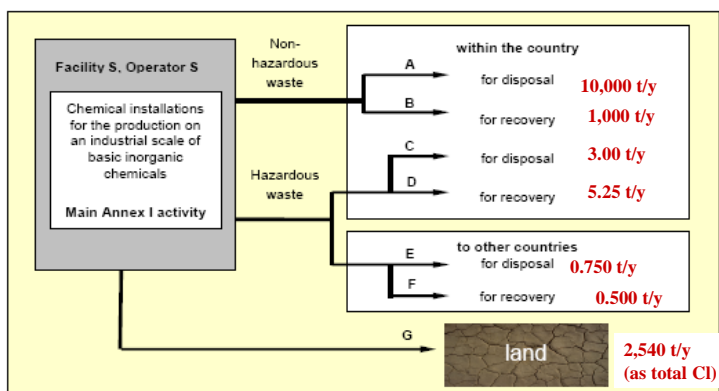 Facility S, Operator S
Chemical installations
for the production on
an industrial scale of
basic inorganic
chemicals
Main Annex I activity
Non-
hazardous
waste
Hazardous
waste
within the country
A
for disposal
10,000 t/y
B
for recovery
1,000 t/y
C
for disposal
3.00 t/y
D
for recovery
5.25 t/y
to other countries
E
for disposal
0.750 t/y
F
for recovery
0.500 t/y
G
land
2,540 t/y
(as total Cl)